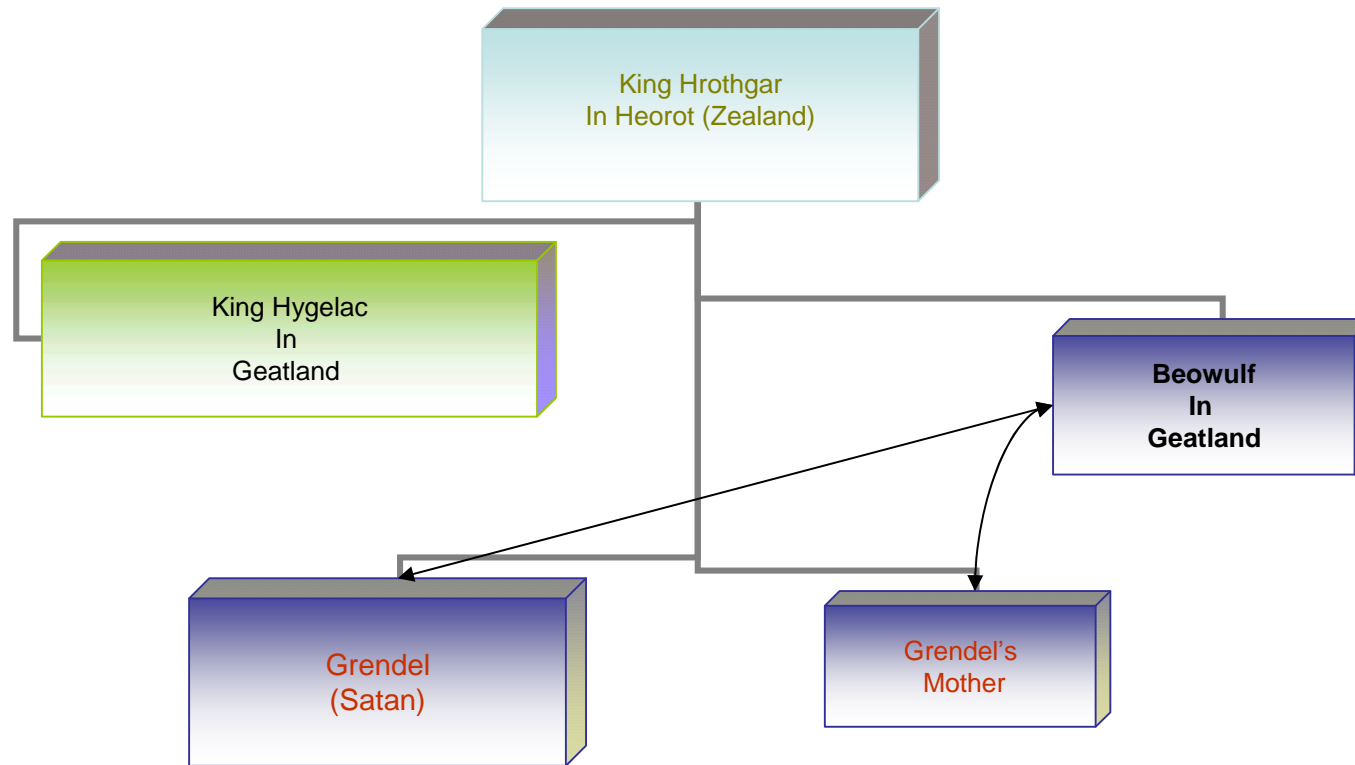 King Hrothgar
In Heorot (Zealand)
King Hygelac
In
Geatland
Beowulf
In
Geatland
Grendel
(Satan)
Grendel’s
Mother